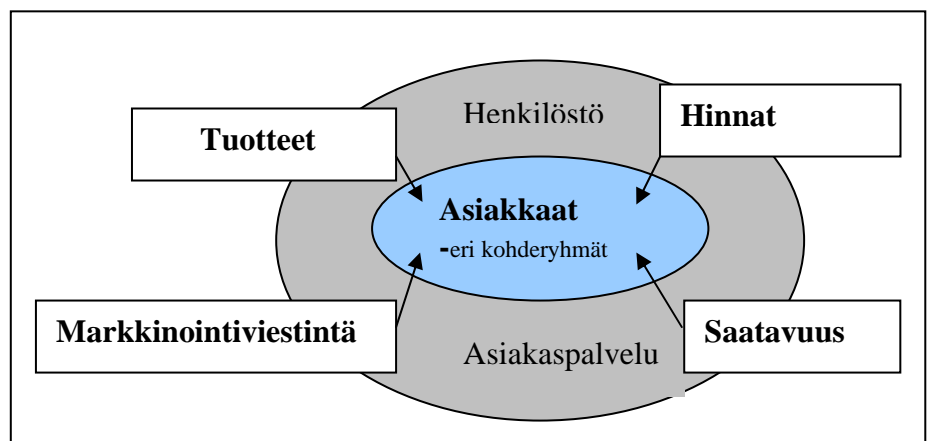 Henkilöstö
Hinnat
Tuotteet
Asiakkaat
-eri kohderyhmät
Markkinointiviestintä
Saatavuus
Asiakaspalvelu